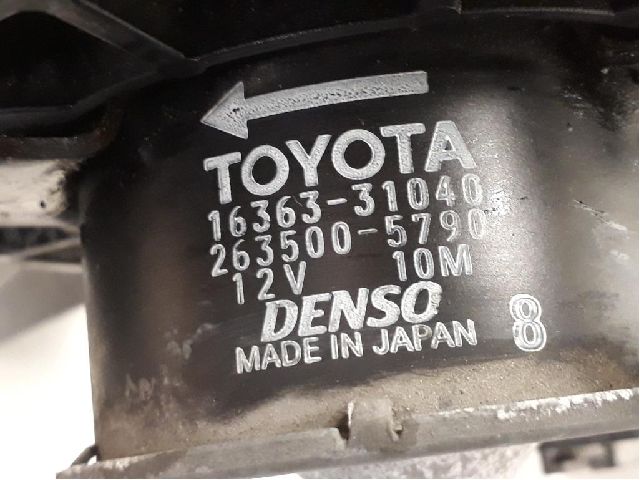 TOYOTA
16363-31040
263500-5790
12V 10M
DENSO
MADE IN JAPAN 8